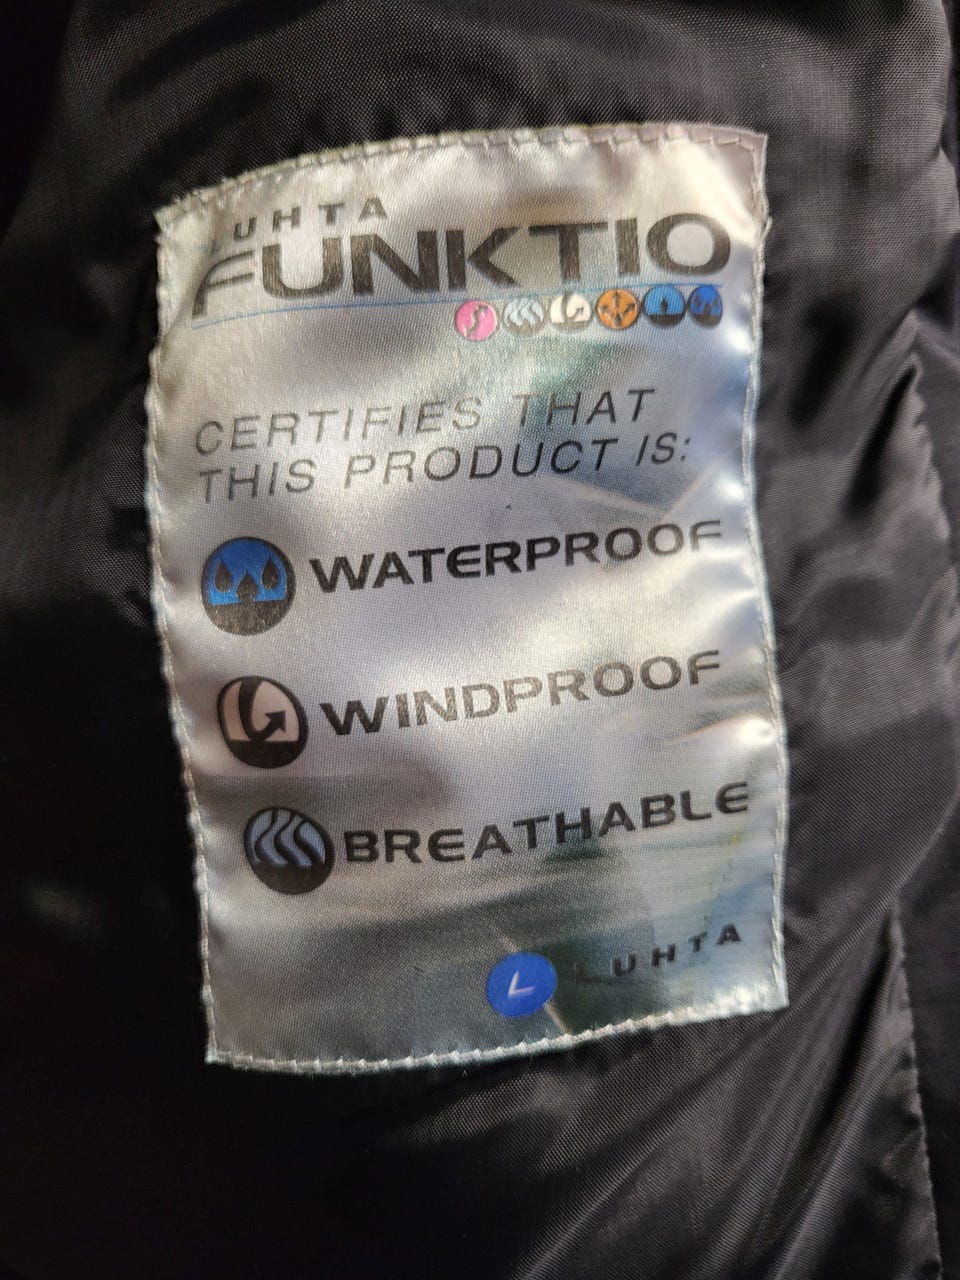 LUHTA
FUNKTIO
CERTIFIES THAT
THIS PRODUCT IS:
WATERPROOF
WINDPROOF
BREATHABLE
L LUHTA